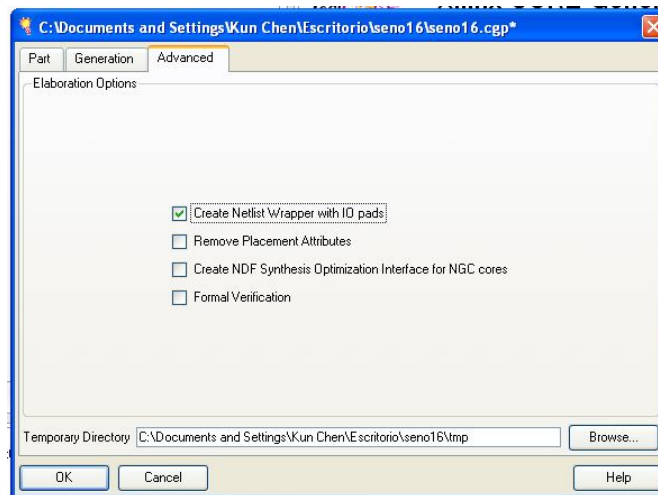 C:\Documents and Settings\Kun Chen\Escritorio\seno16\seno16.cgp*
Part Generation Advanced
Elaboration Options
Create Netlist Wrapper with IO pads
Remove Placement Attributes
Create NDF Synthesis Optimization Interface for NGC cores
Formal Verification
Temporary Directory C:\Documents and Settings\Kun Chen\Escritorio\seno16\tmp Browse...
OK Cancel Help